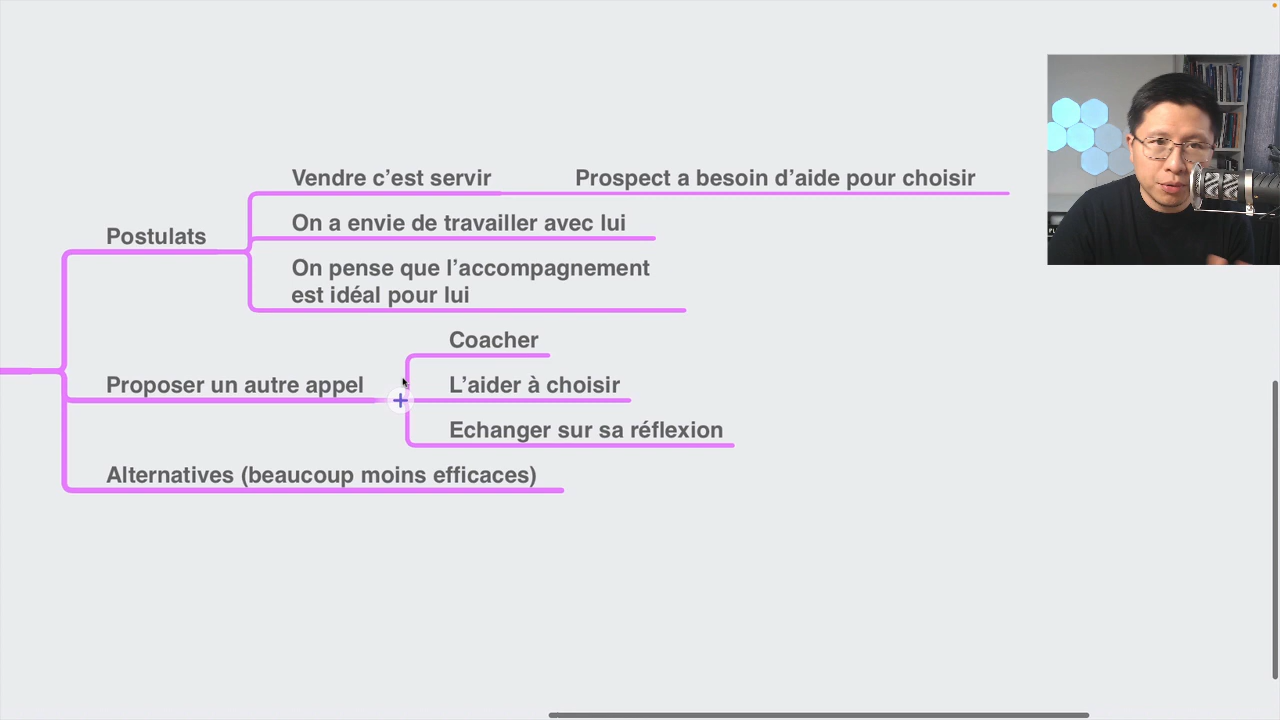 Vendre c’est servir
Prospect a besoin d’aide pour choisir
On a envie de travailler avec lui
Postulats
On pense que l’accompagnement
est idéal pour lui
Coacher
Proposer un autre appel
L’aider à choisir
Echanger sur sa réflexion
Alternatives (beaucoup moins efficaces)